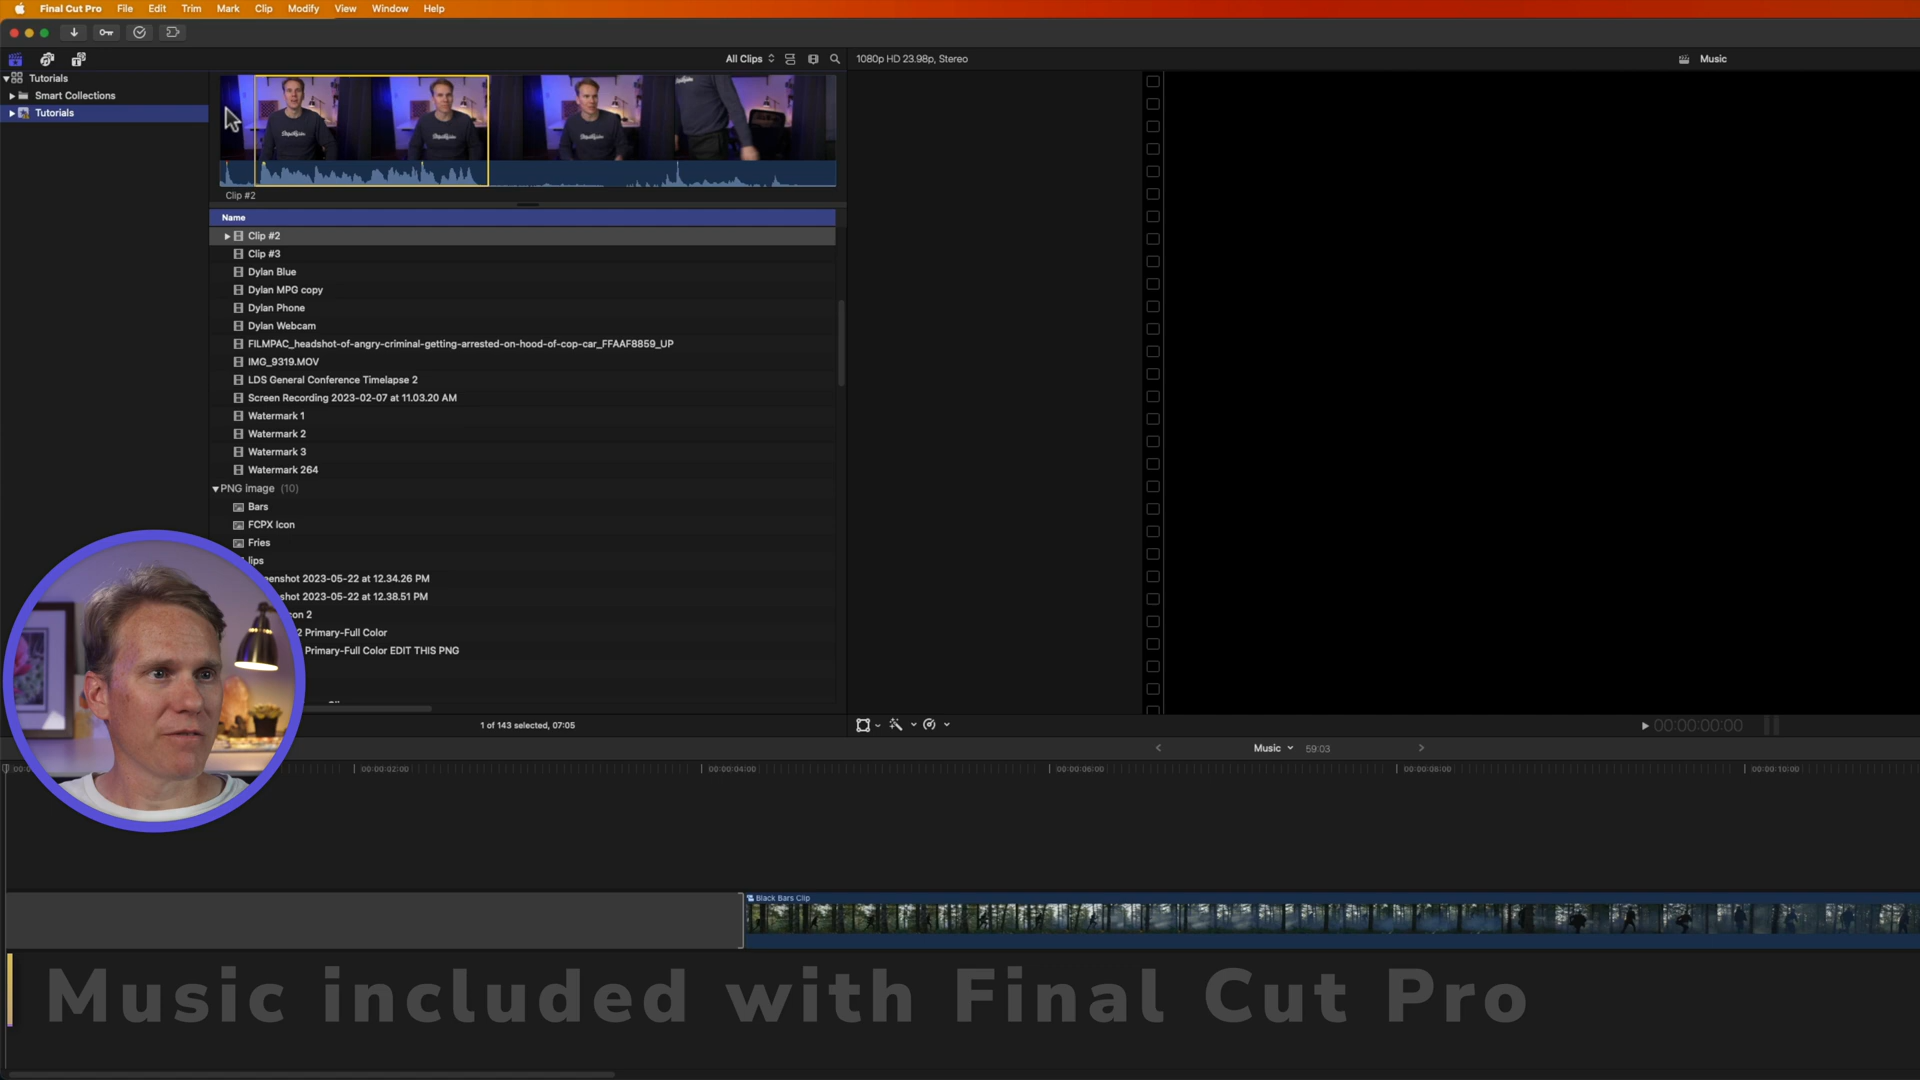 Final Cut Pro File Edit Trim Mark Clip Modify View Window Help
All Clips
1080p HD 23.98p, Stereo
Music
Tutorials
Smart Collections
Tutorials
Clip #2
Name
Clip #2
Clip #3
Dylan Blue
Dylan MPG copy
Dylan Phone
Dylan Webcam
FILMPAC_headshot-of-angry-criminal-getting-arrested-on-hood-of-cop-car_FFAAF8859_UP
IMG_9319.MOV
LDS General Conference Timelapse 2
Screen Recording 2023-02-07 at 11.03.20 AM
Watermark 1
Watermark 2
Watermark 3
Watermark 264
PNG image (10)
Bars
FCPX Icon
Fries
lips
enshot 2023-05-22 at 12.34.26 PM
shot 2023-05-22 at 12.38.51 PM
con 2
2 Primary-Full Color
Primary-Full Color EDIT THIS PNG
1 of 143 selected, 07:05
00:00:00:00
Music 59:03
00:00:02:00 00:00:04:00 00:00:06:00 00:00:08:00 00:00:10:00
Black Bars Clip
Music included with Final Cut Pro